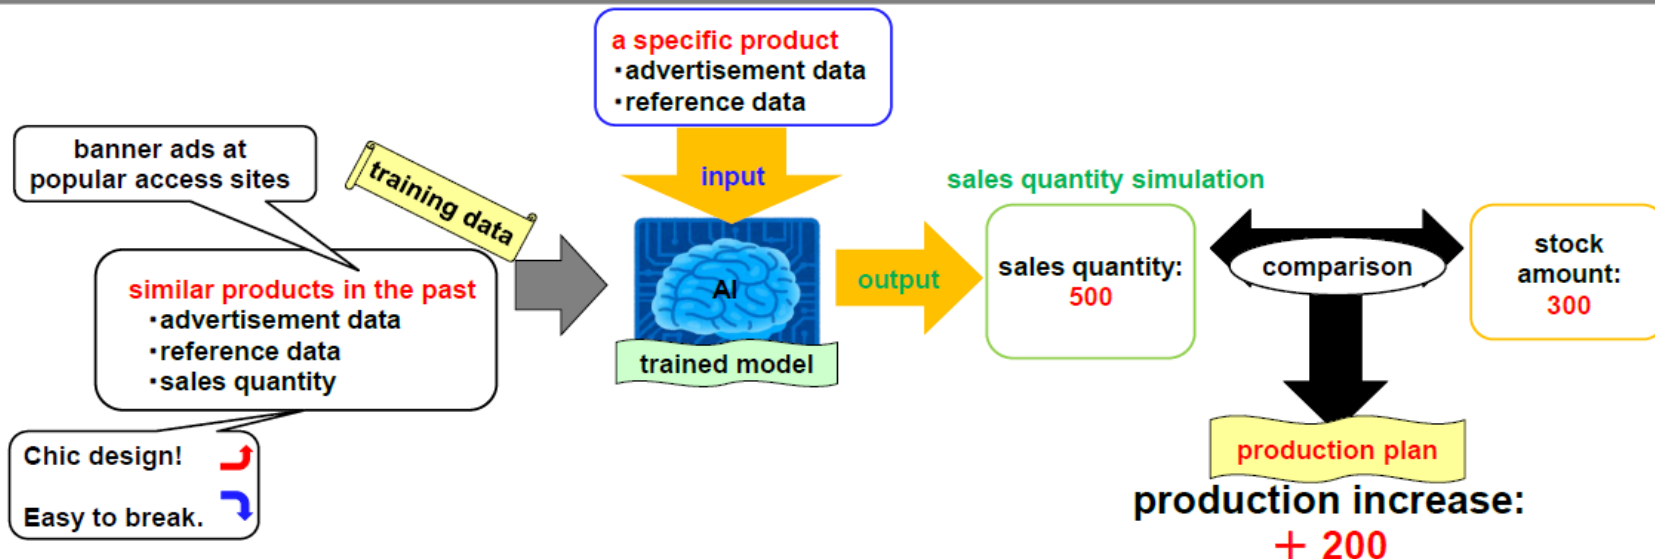 a specific product
・advertisement data
・reference data
banner ads at
popular access sites
training data
input
similar products in the past
・advertisement data
・reference data
・sales quantity
Chic design!
Easy to break.
AI
trained model
output
sales quantity simulation
sales quantity:
500
comparison
stock
amount:
300
production plan
production increase:
＋ 200